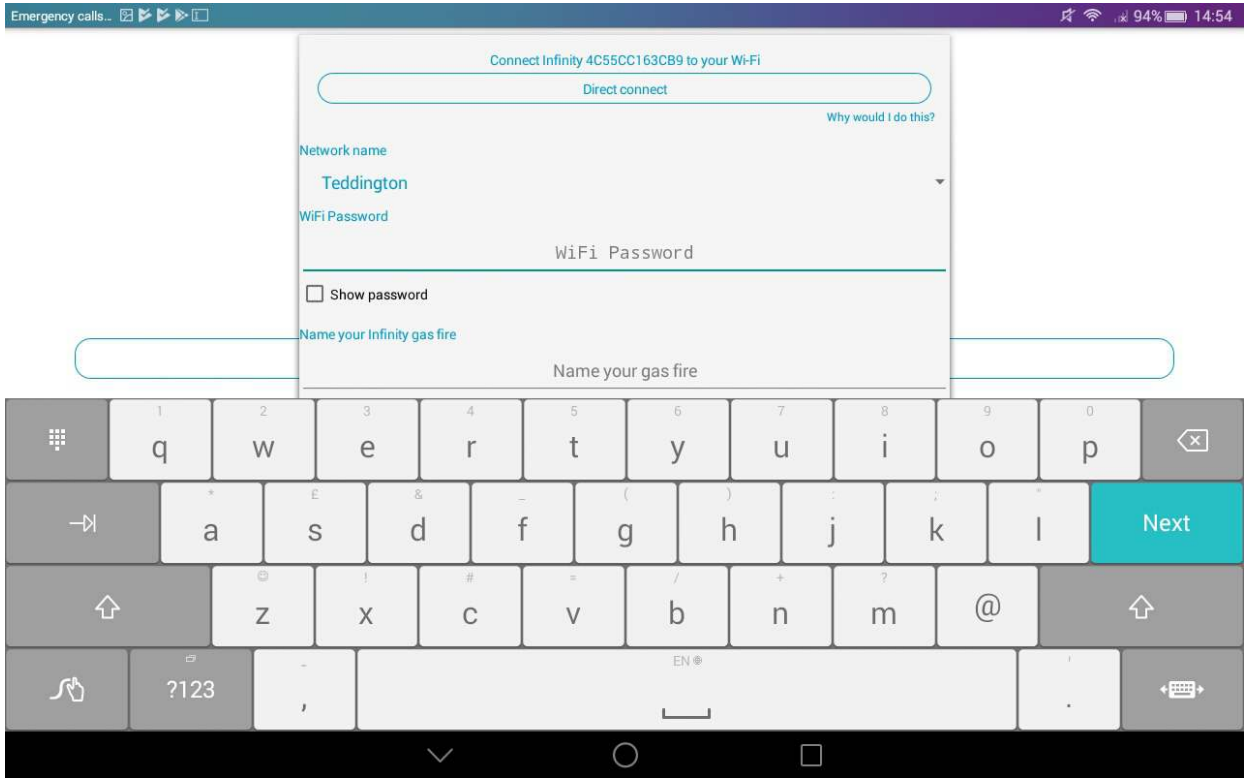 Emergency calls... 94% 14:54
Connect Infinity 4C55CC163CB9 to your Wi-Fi
Direct connect
Why would I do this?
Network name
Teddington
WiFi Password
WiFi Password
Show password
Name your Infinity gas fire
Name your gas fire
1 2 3 4 5 6 7 8 9 0
q w e r t y u i o p
* £ & _ ( ) : ; "
a s d f g h j k l Next
! # = / + ?
z x c v b n m @
- EN '
?123 , .